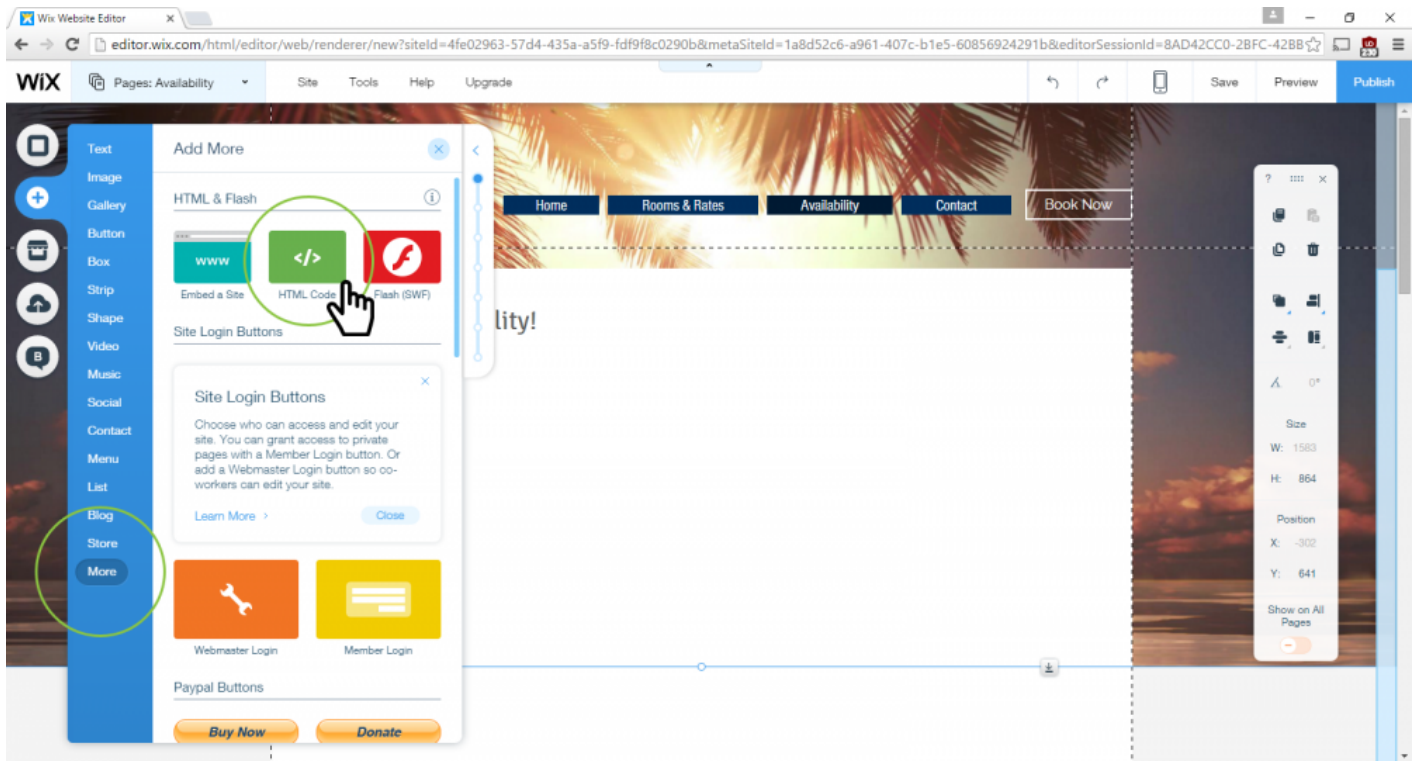 Wix Website Editor
editor.wix.com/html/editor/web/renderer/new?siteId=4fe02963-57d4-435a-a5f9-fdf9f8c0290b&metaSiteId=1a8d52c6-a961-407c-b1e5-60856924291b&editorSessionId=8AD42CC0-2BFC-42BB
WiX Pages: Availability Site Tools Help Upgrade Save Preview Publish
Text
Image
Gallery
Button
Box
Strip
Shape
Video
Music
Social
Contact
Menu
List
Blog
Store
More
Add More
HTML & Flash
www </>
Embed a Site HTML Code Flash (SWF)
Site Login Buttons
Site Login Buttons
Choose who can access and edit your
site. You can grant access to private
pages with a Member Login button. Or
add a Webmaster Login button so co-
workers can edit your site.
Learn More >
Close
Webmaster Login Member Login
Paypal Buttons
Buy Now Donate
Home Rooms & Rates Availability Contact Book Now
lity!
?
0°
Size
W: 1583
H: 864
Position
X: -302
Y: 641
Show on All
Pages